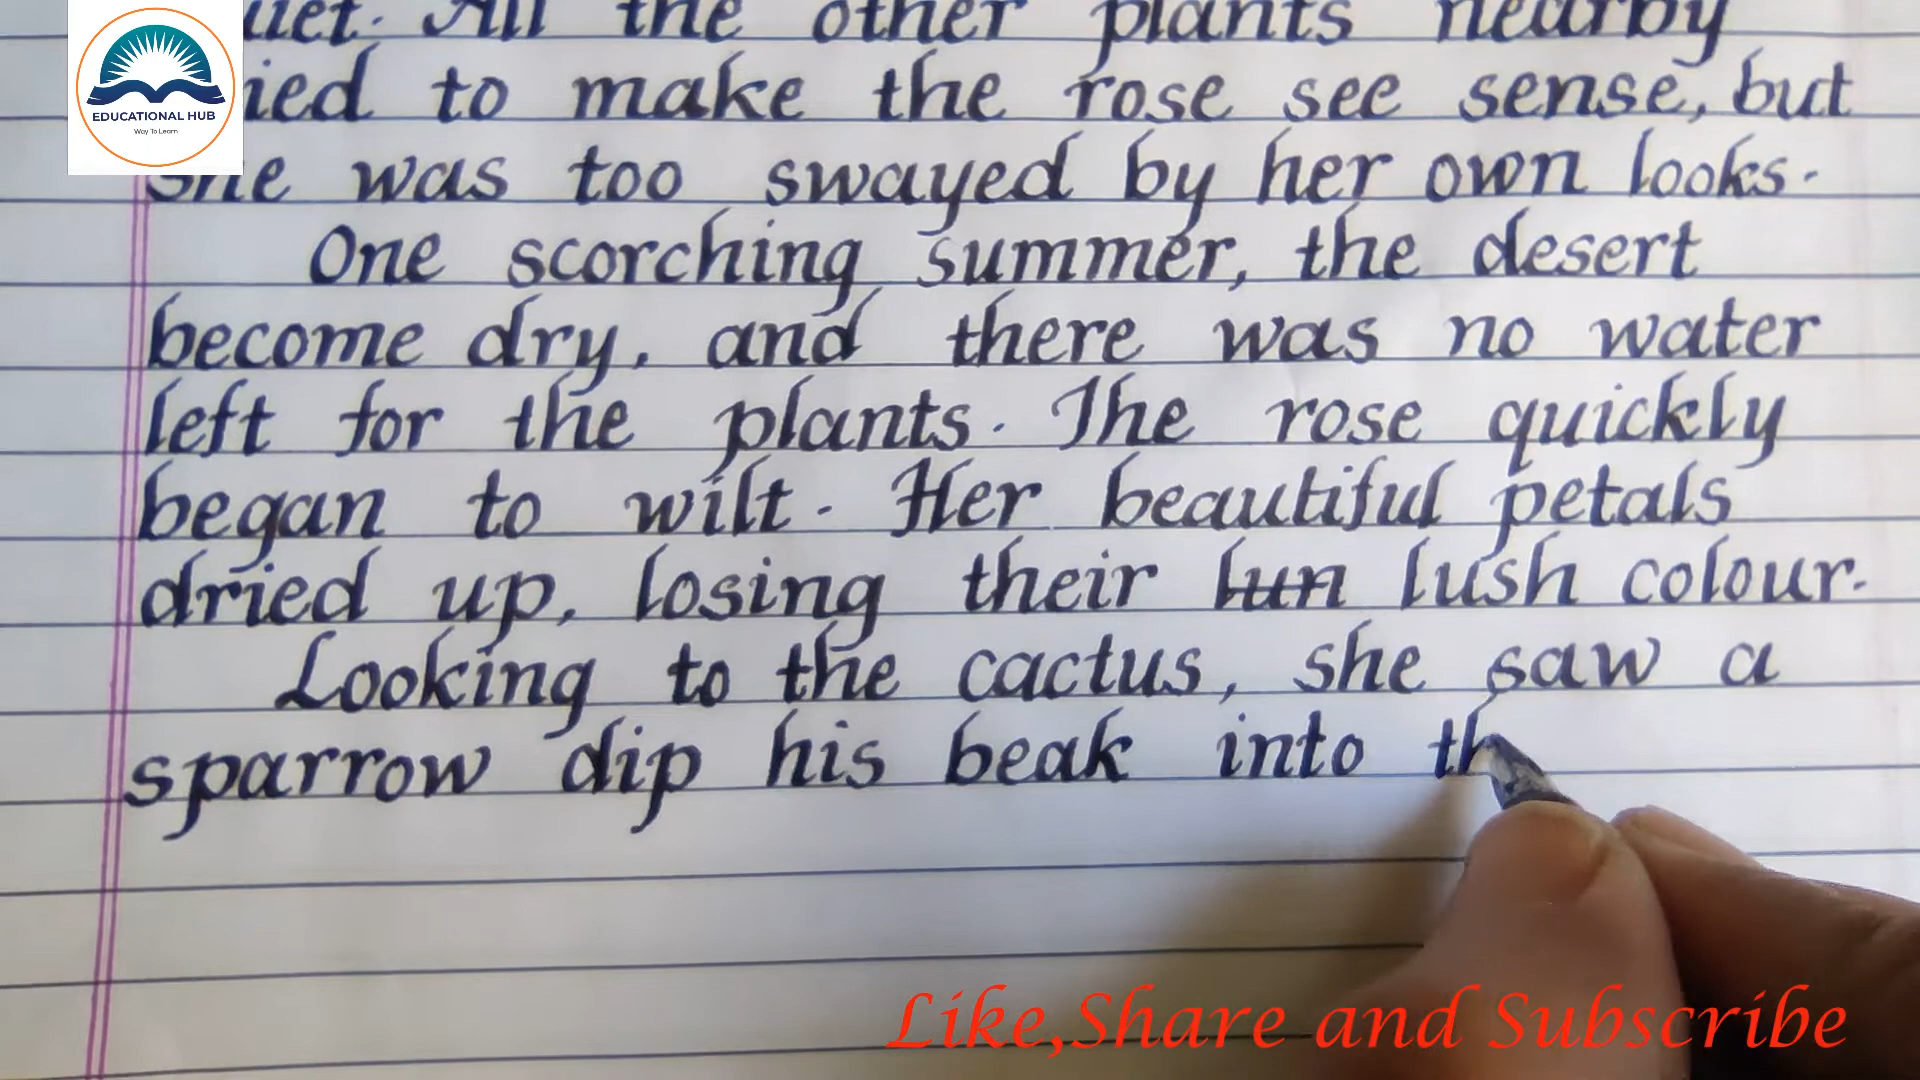 EDUCATIONAL HUB
Way To Learn
All the other plants nearby
ied to make the rose see sense, but
she was too swayed by her own looks.
One scorching summer, the desert
become dry, and there was no water
left for the plants. The rose quickly
began to wilt. Her beautiful petals
dried up, losing their lun lush colour.
Looking to the cactus, she saw a
sparrow dip his beak into th
Like,Share and Subscribe